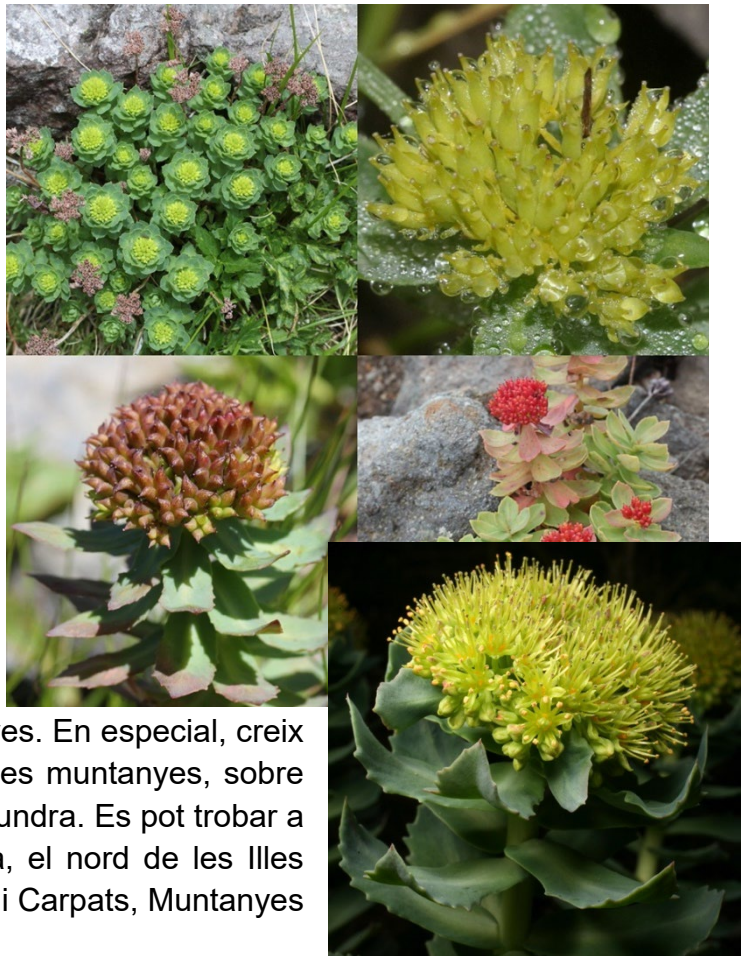 es. En especial, creix
es muntanyes, sobre
undra. Es pot trobar a
, el nord de les Illes
i Carpats, Muntanyes